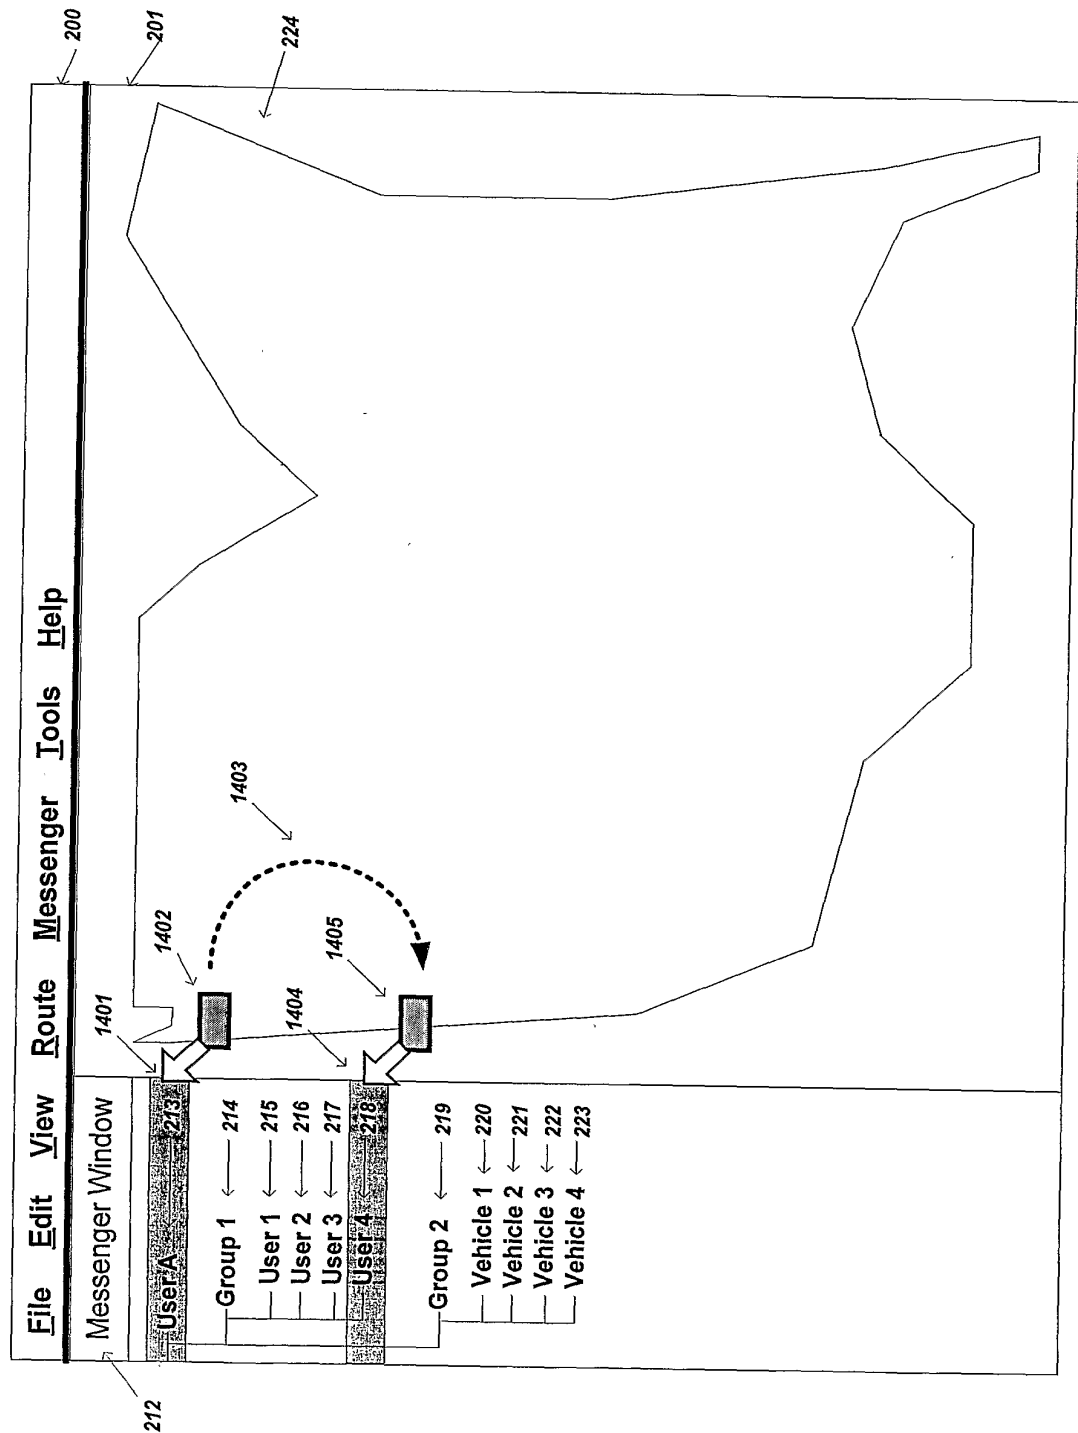 200
201
224
File Edit View Route Messenger Tools Help
Messenger Window
212
User A
213
1401
1402
Group 1
214
User 1
215
User 2
216
User 3
217
User 4
218
1403
1404
1405
Group 2
219
Vehicle 1
220
Vehicle 2
221
Vehicle 3
222
Vehicle 4
223